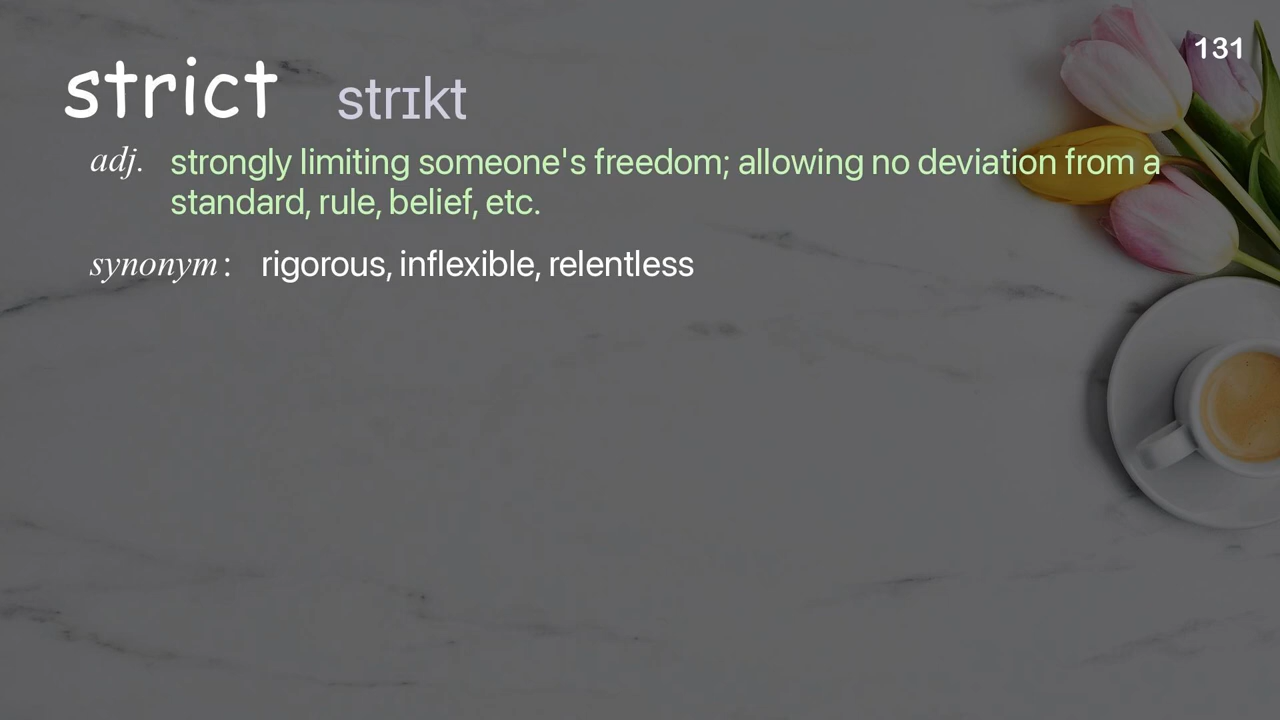 131
strict strɪkt
adj. strongly limiting someone's freedom; allowing no deviation from a
standard, rule, belief, etc.
synonym : rigorous, inflexible, relentless